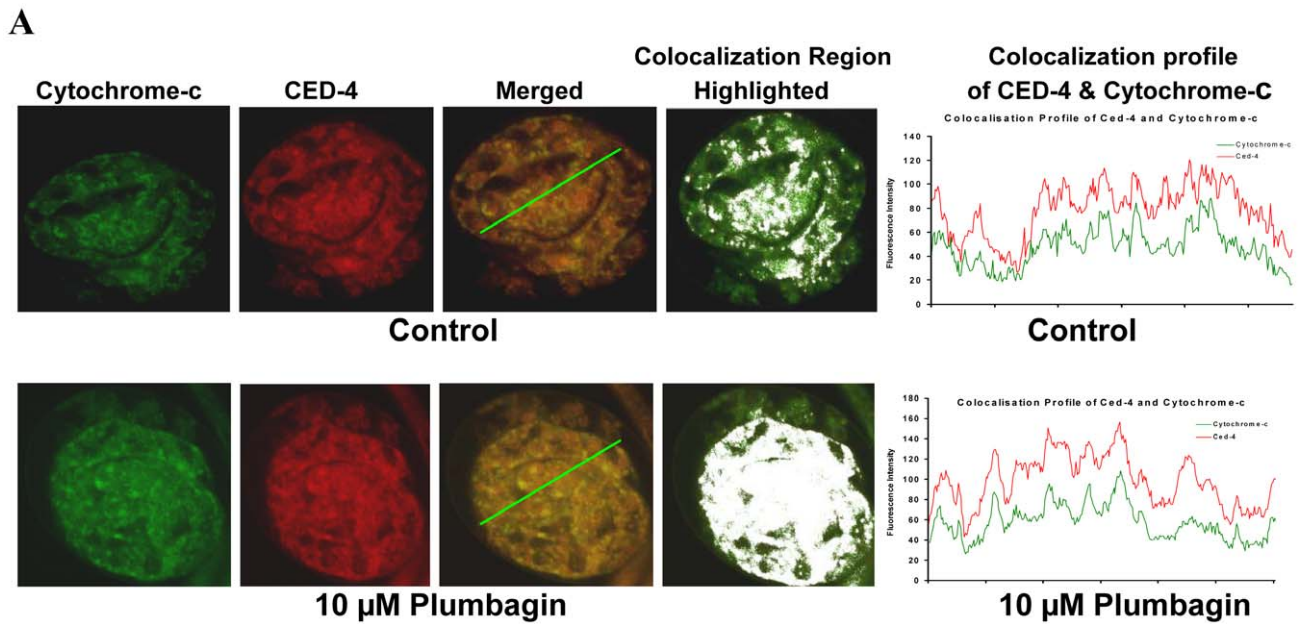 A
Cytochrome-c
CED-4
Merged
Colocalization Region
Highlighted
Colocalization profile
of CED-4 & Cytochrome-c
Colocalisation Profile of Ced-4 and Cytochrome-c
Cytochrome-c
Ced-4
Fluorescence Intensity
140
120
100
80
60
40
20
0
Control
Control
Colocalisation Profile of Ced-4 and Cytochrome-c
Cytochrome-c
Ced-4
Fluorescence Intensity
180
160
140
120
100
80
60
40
20
0
10 µM Plumbagin
10 µM Plumbagin